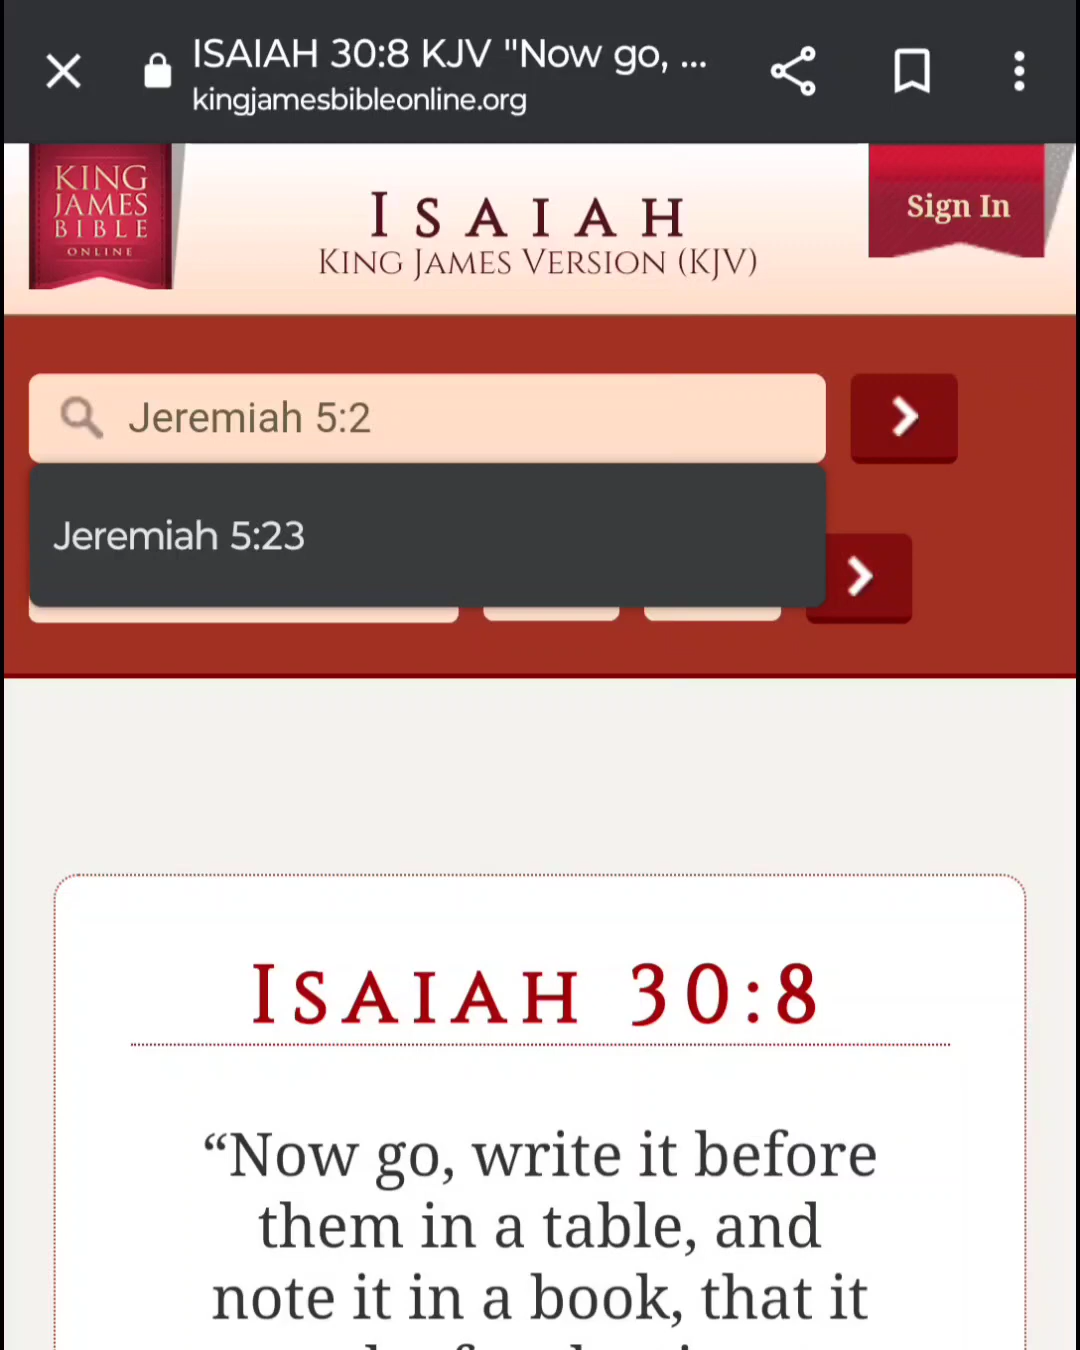 ISAIAH 30:8 KJV "Now go, ...
kingjamesbibleonline.org
KING
JAMES
BIBLE
ONLINE
ISAIAH
KING JAMES VERSION (KJV)
Sign In
Jeremiah 5:2
Jeremiah 5:23
ISAIAH 30:8
“Now go, write it before
them in a table, and
note it in a book, that it